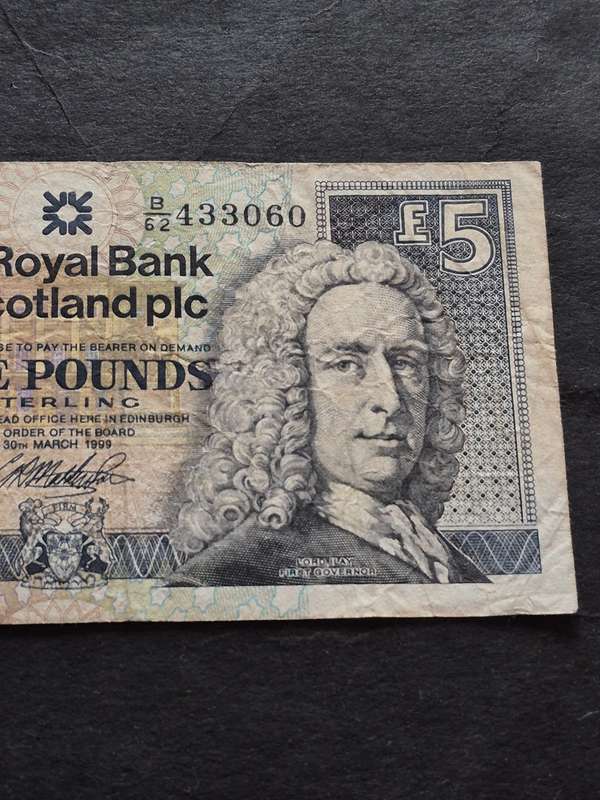 B
62 433060
£5
Royal Bank
cotland plc
SE TO PAY THE BEARER ON DEMAND
E POUNDS
TERLING
EAD OFFICE HERE IN EDINBURGH
ORDER OF THE BOARD
30TH MARCH 1999
FIRM
LORD ILAY
FIRST GOVERNOR